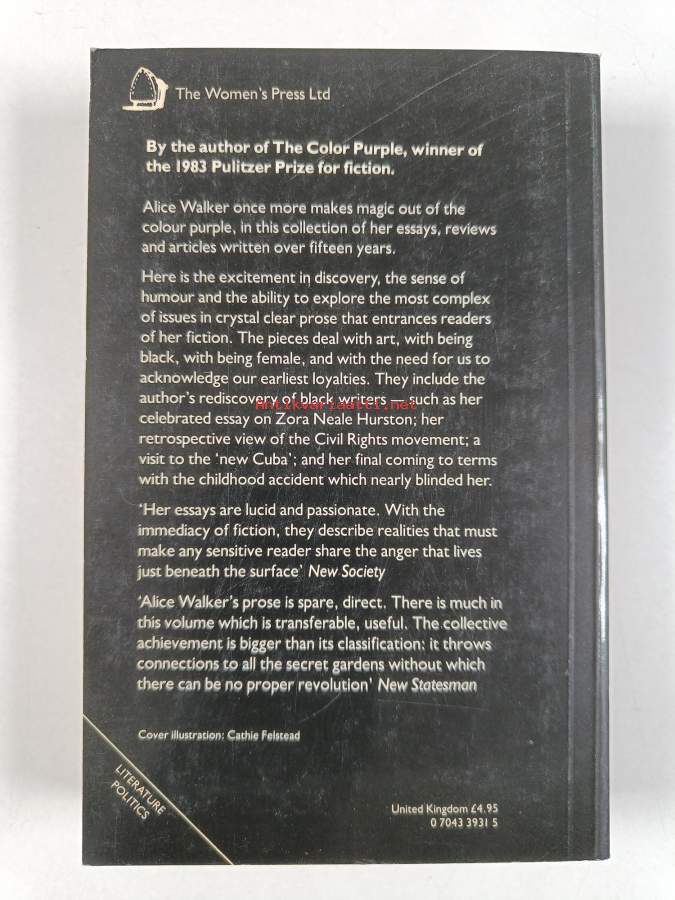 The Women's Press Ltd
By the author of The Color Purple, winner of
the 1983 Pulitzer Prize for fiction.
Alice Walker once more makes magic out of the
colour purple, in this collection of her essays, reviews
and articles written over fifteen years.
Here is the excitement in discovery, the sense of
humour and the ability to explore the most complex
of issues in crystal clear prose that entrances readers
of her fiction. The pieces deal with art, with being
black, with being female, and with the need for us to
acknowledge our earliest loyalties. They include the
author's rediscovery of black writers — such as her
Antikvariaatti.net
celebrated essay on Zora Neale Hurston; her
retrospective view of the Civil Rights movement; a
visit to the 'new Cuba'; and her final coming to terms
with the childhood accident which nearly blinded her.
'Her essays are lucid and passionate. With the
immediacy of fiction, they describe realities that must
make any sensitive reader share the anger that lives
just beneath the surface' New Society
'Alice Walker's prose is spare, direct. There is much in
this volume which is transferable, useful. The collective
achievement is bigger than its classification: it throws
connections to all the secret gardens without which
there can be no proper revolution' New Statesman
Cover illustration: Cathie Felstead
LITERATURE
POLITICS
United Kingdom £4.95
0 7043 3931 5